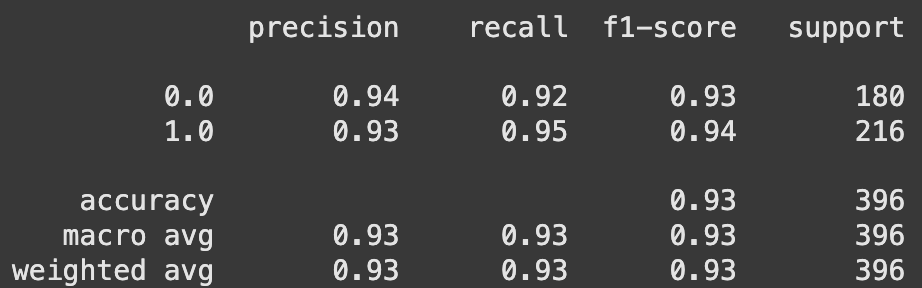 precision recall f1-score support
0.0 0.94 0.92 0.93 180
1.0 0.93 0.95 0.94 216
accuracy 0.93 396
macro avg 0.93 0.93 0.93 396
weighted avg 0.93 0.93 0.93 396